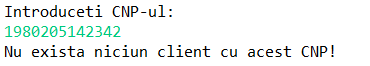 Introduceti CNP-ul:
1980205142342
Nu exista niciun client cu acest CNP!